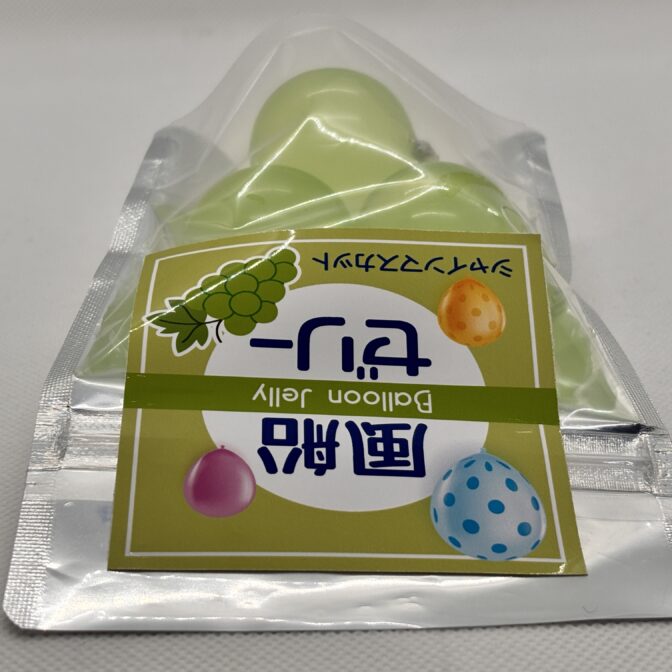 風船
Balloon Jelly
ゼリー
シャインマスカット